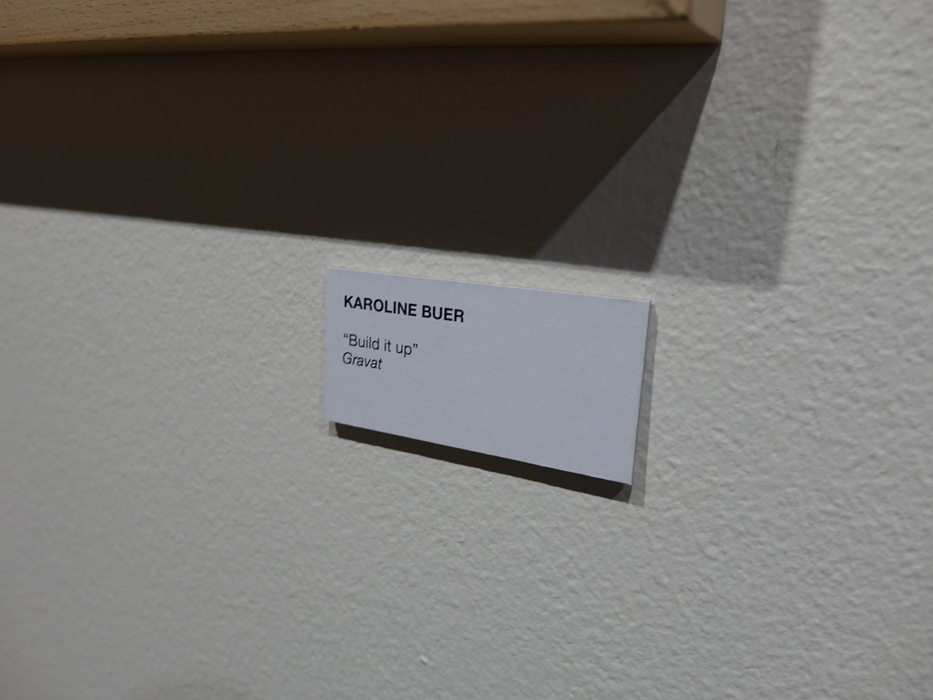 KAROLINE BUER
“Build it up”
Gravat